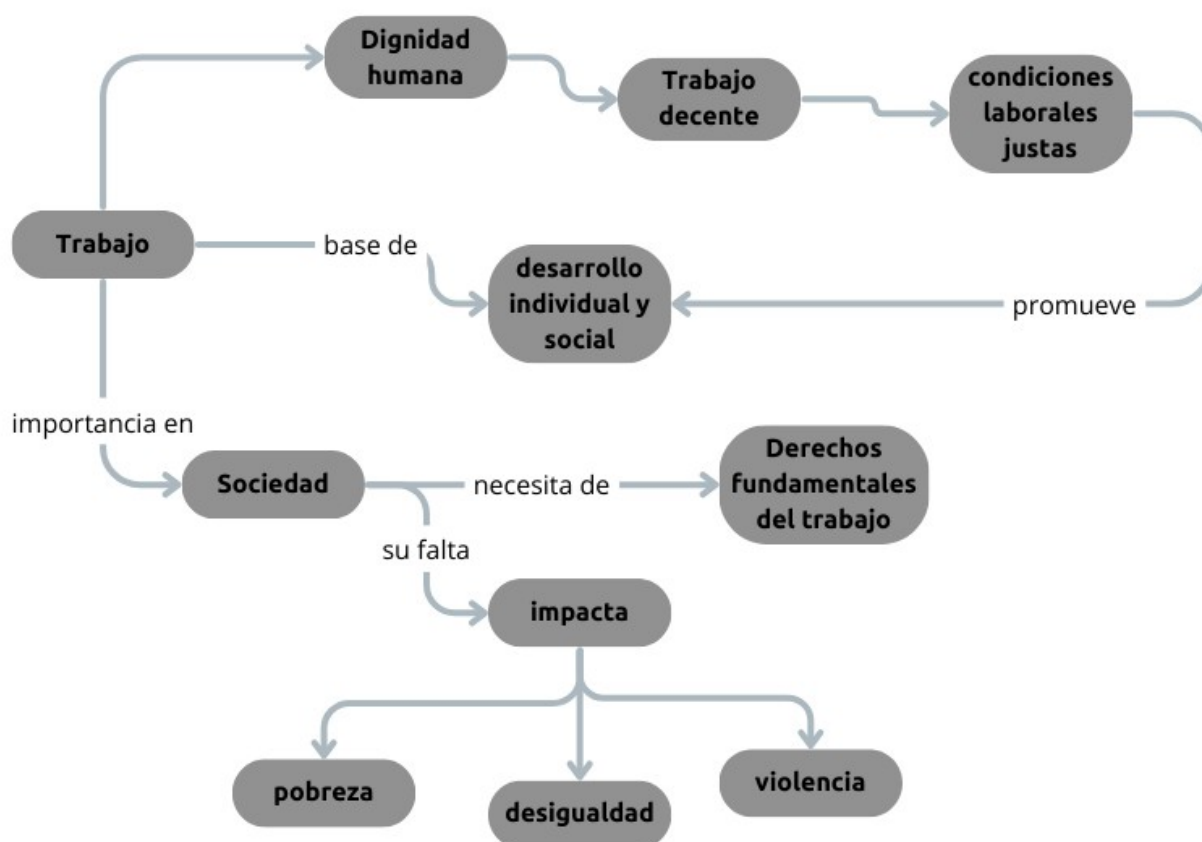 Dignidad
humana
Trabajo
decente
condiciones
laborales
justas
Trabajo
base de
desarrollo
individual y
social
promueve
importancia en
Sociedad
necesita de
Derechos
fundamentales
del trabajo
su falta
impacta
pobreza
desigualdad
violencia